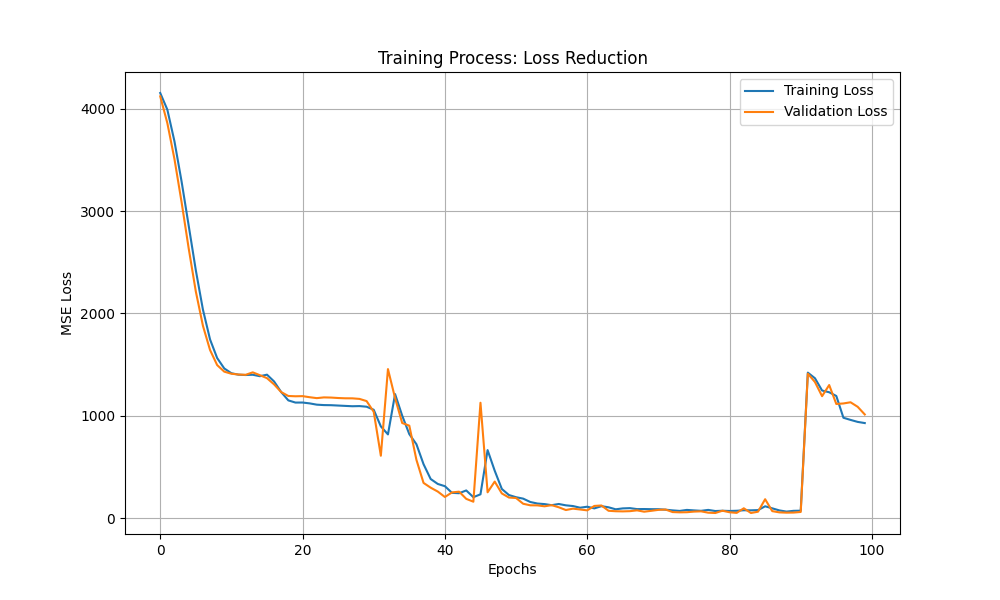 Training Process: Loss Reduction
Training Loss
Validation Loss
MSE Loss
4000
3000
2000
1000
0
0 20 40 60 80 100
Epochs